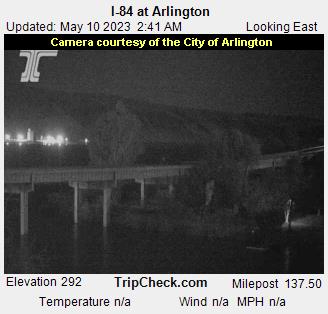 I-84 at Arlington
Updated: May 10 2023 2:41 AM Looking East
Camera courtesy of the City of Arlington
Elevation 292 TripCheck.com Milepost 137.50
Temperature n/a Wind n/a MPH n/a